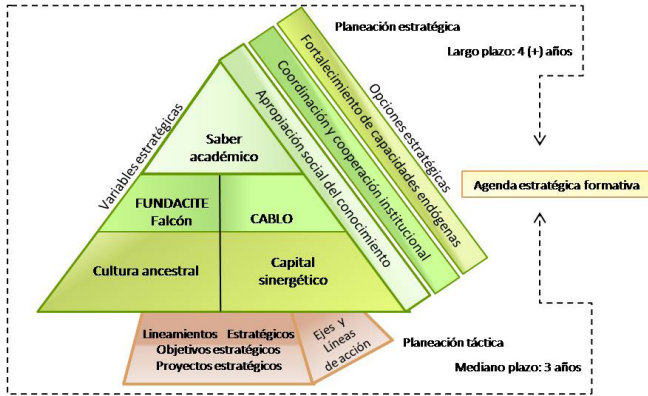 Planeación estratégica
Largo plazo: 4 (+) años
Variables estratégicas
Saber
académico
FUNDACITE
Falcón
CABLO
Cultura ancestral
Capital
sinergético
Apropiación social del conocimiento
Coordinación y cooperación institucional
Fortalecimiento de capacidades endógenas
Opciones estratégicas
Agenda estratégica formativa
Lineamientos Estratégicos
Objetivos estratégicos
Proyectos estratégicos
Ejes y
Líneas
de acción
Planeación táctica
Mediano plazo: 3 años